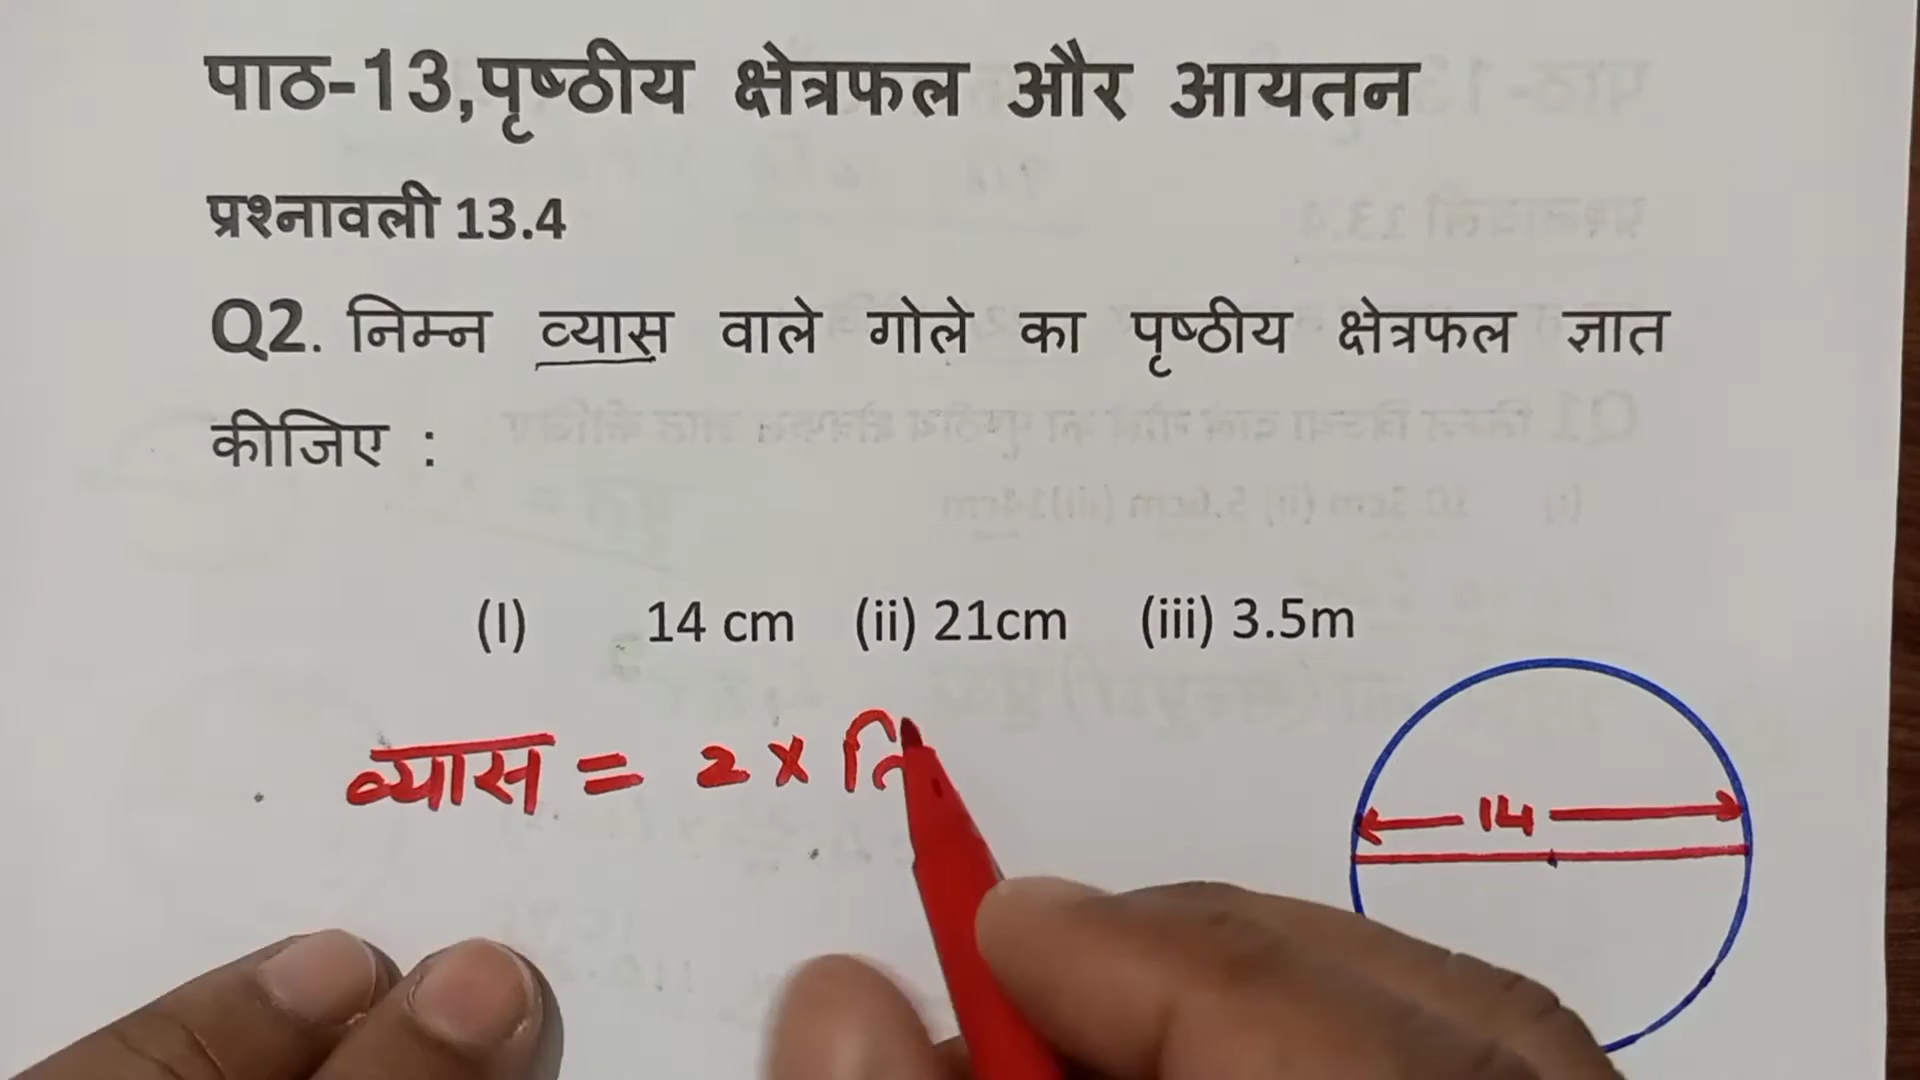 पाठ-13,पृष्ठीय क्षेत्रफल और आयतन
प्रश्नावली 13.4
Q2. निम्न व्यास वाले गोले का पृष्ठीय क्षेत्रफल ज्ञात
कीजिए :
(I) 14 cm (ii) 21cm (iii) 3.5m
व्यास = 2 x
14